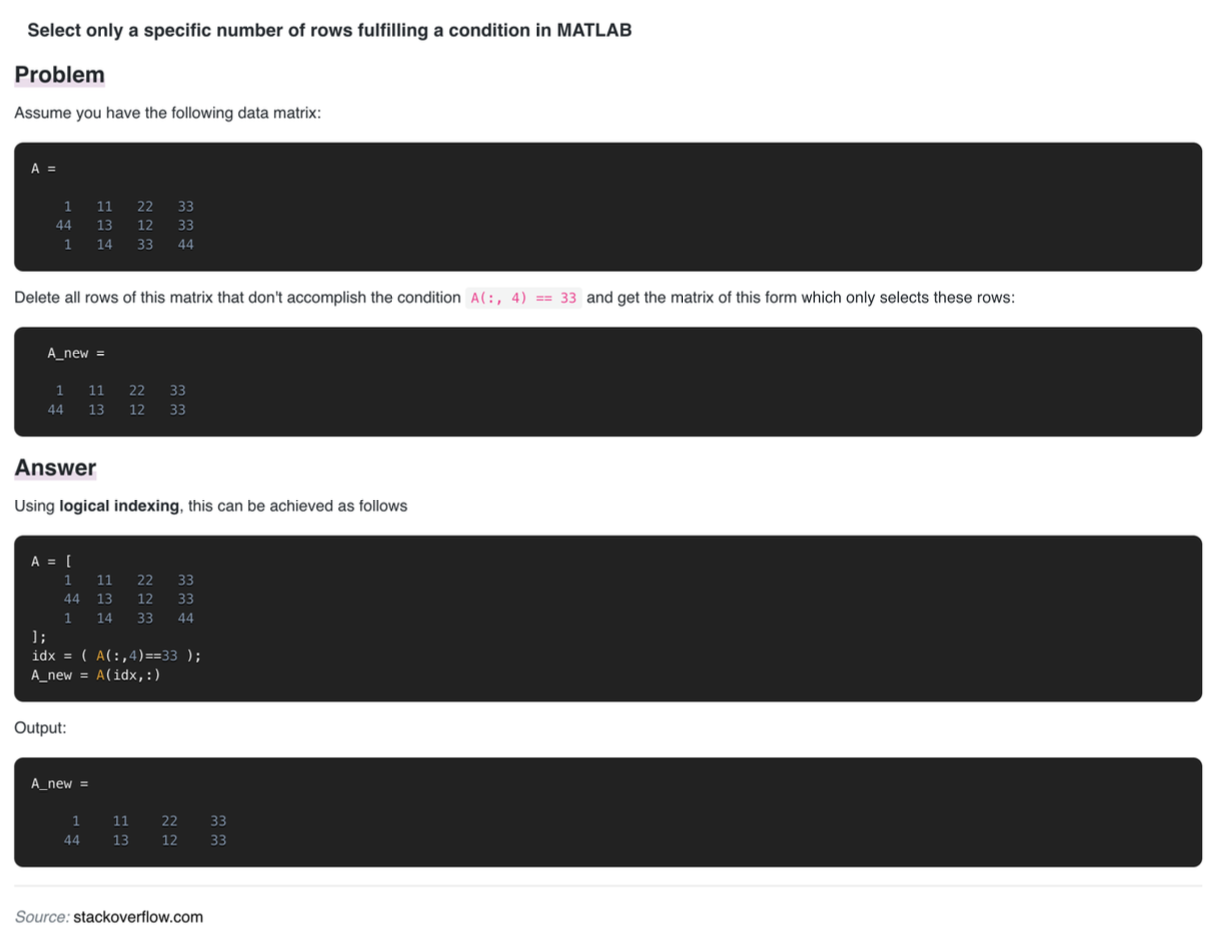 Select only a specific number of rows fulfilling a condition in MATLAB
Problem
Assume you have the following data matrix:
A =
1 11 22 33
44 13 12 33
1 14 33 44
Delete all rows of this matrix that don't accomplish the condition A(:, 4) == 33 and get the matrix of this form which only selects these rows:
A_new =
1 11 22 33
44 13 12 33
Answer
Using logical indexing, this can be achieved as follows
A = [
1 11 22 33
44 13 12 33
1 14 33 44
];
idx = ( A(:,4)==33 );
A_new = A(idx,:)
Output:
A_new =
1 11 22 33
44 13 12 33
Source: stackoverflow.com